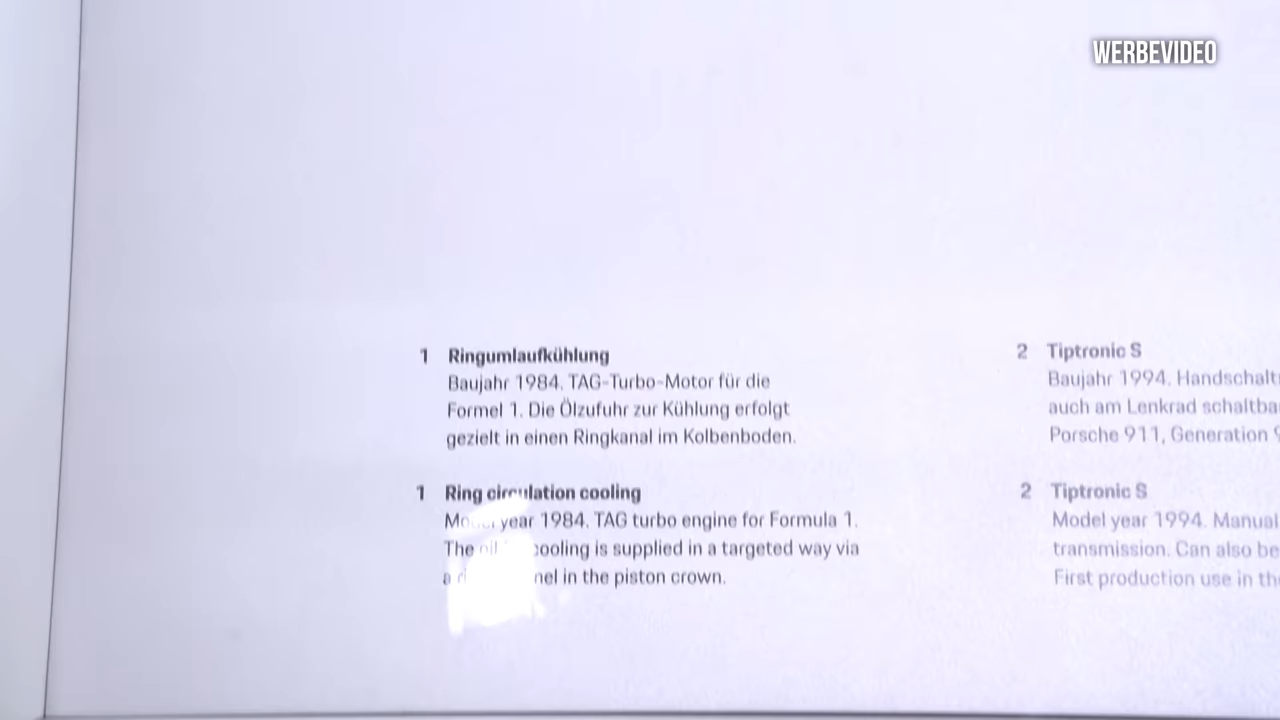 WERBEVIDEO
1 Ringumlaufkühlung
Baujahr 1984. TAG-Turbo-Motor für die
Formel 1. Die Ölzufuhr zur Kühlung erfolgt
gezielt in einen Ringkanal im Kolbenboden.
1 Ring circulation cooling
Model year 1984. TAG turbo engine for Formula 1.
The oil cooling is supplied in a targeted way via
a in the piston crown.
2 Tiptronic S
Baujahr 1994.
auch am Lenkrad
Porsche 911, Generation
2 Tiptronic S
Model year 1994. Manual
transmission. Can also be
First production use in